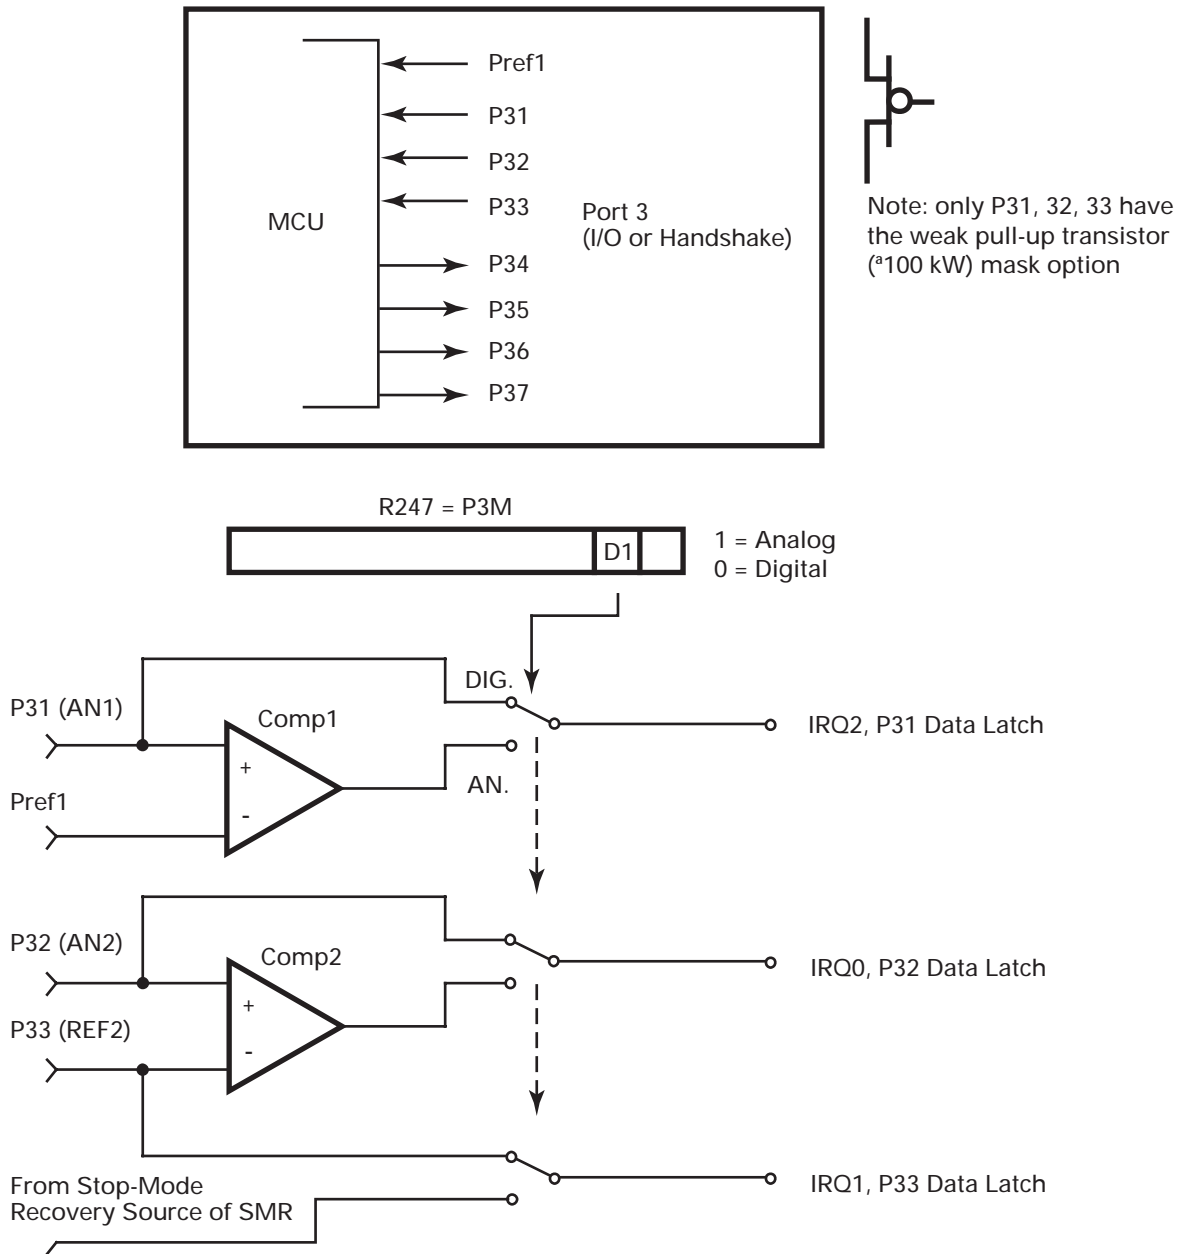 Pref1
P31
P32
P33
MCU
Port 3
(I/O or Handshake)
P34
P35
P36
P37
Note: only P31, 32, 33 have
the weak pull-up transistor
(ª100 kW) mask option
R247 = P3M
D1
1 = Analog
0 = Digital
DIG.
P31 (AN1)
Comp1
IRQ2, P31 Data Latch
+
AN.
Pref1
-
P32 (AN2)
Comp2
IRQ0, P32 Data Latch
+
P33 (REF2)
-
From Stop-Mode
Recovery Source of SMR
IRQ1, P33 Data Latch